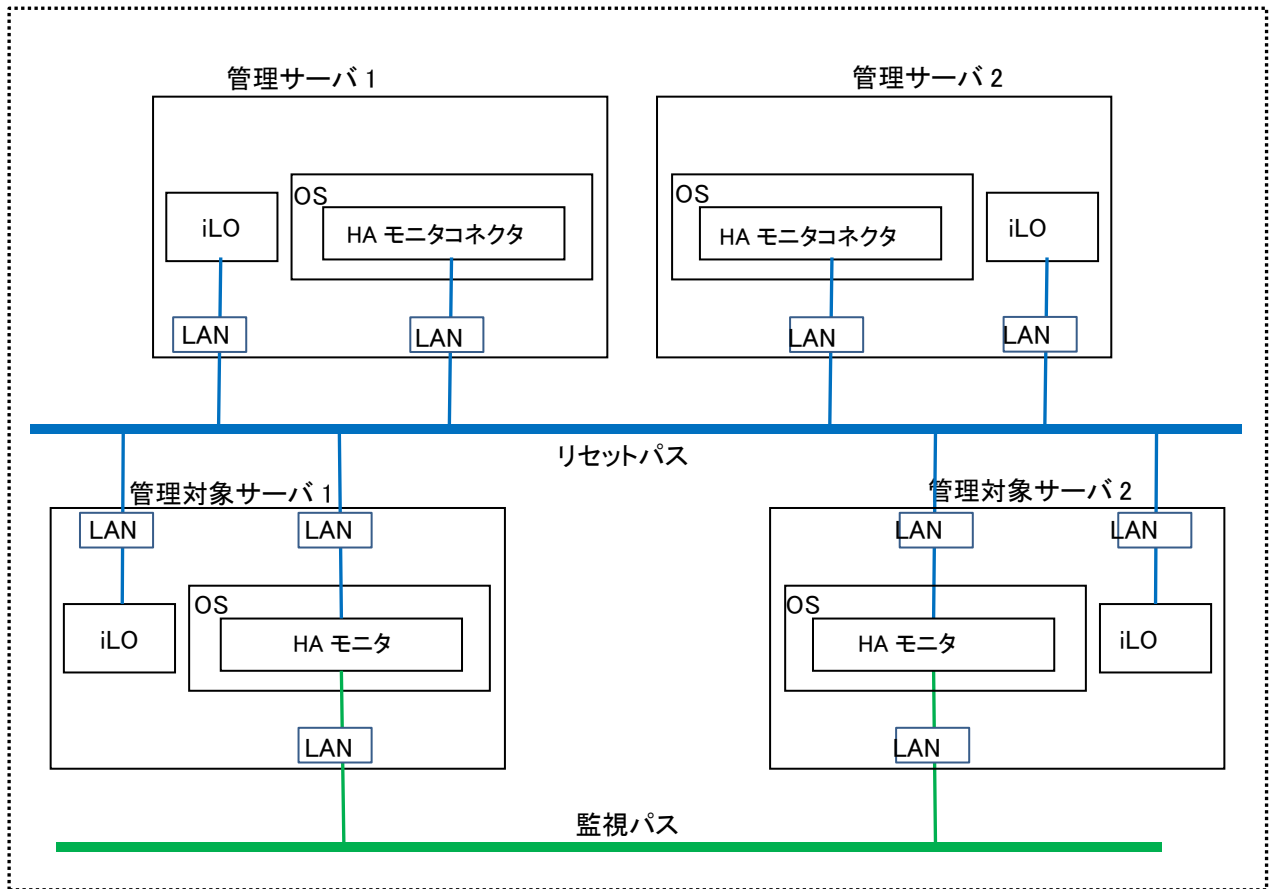 管理サーバ 1
管理サーバ 2
OS
iLO
HA モニタコネクタ
LAN
LAN
OS
HA モニタコネクタ
iLO
LAN
LAN
リセットパス
管理対象サーバ 1
LAN
LAN
OS
iLO
HA モニタ
LAN
管理対象サーバ 2
LAN
LAN
OS
HA モニタ
iLO
LAN
監視パス